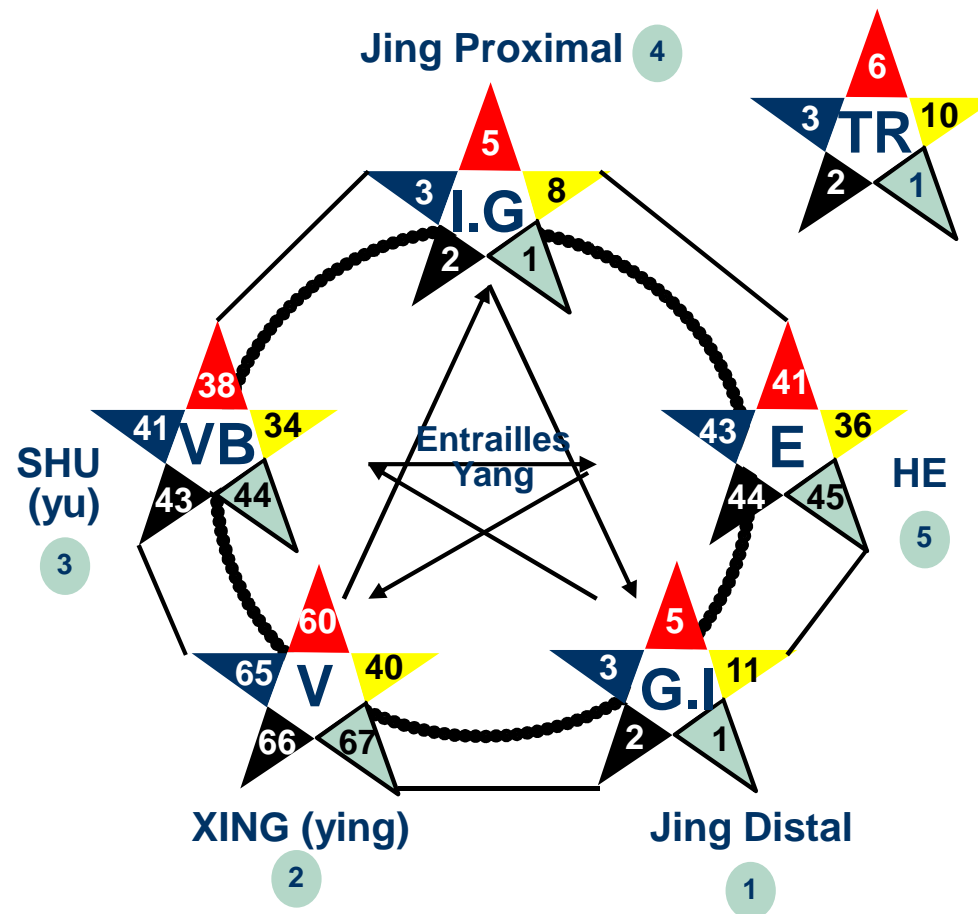 Jing Proximal 4
6
3 TR 10
2 1
5
3 I.G 8
2 1
38
41 VB 34
43 44
SHU
(yu)
3
Entrailles
Yang
41
43 E 36
44 45
HE
5
60
65 V 40
66 67
XING (ying)
2
5
3 G.I 11
2 1
Jing Distal
1